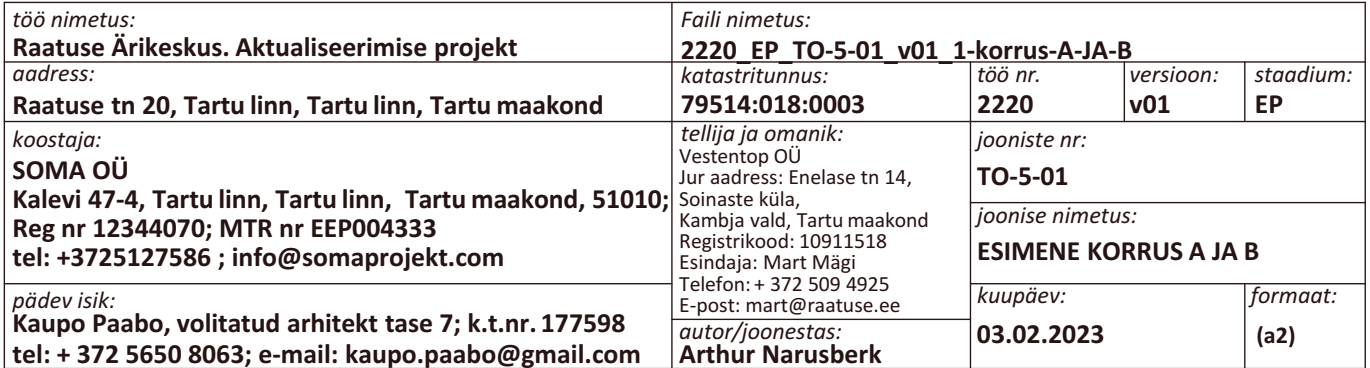 töö nimetus:
Raatuse Ärikeskus. Aktualiseerimise projekt
Faili nimetus:
2220_EP_TO-5-01_v01_1-korrus-A-JA-B
aadress:
Raatuse tn 20, Tartu linn, Tartu linn, Tartu maakond
katastritunnus:
79514:018:0003
töö nr.
2220
versioon:
v01
staadium:
EP
koostaja:
SOMA OÜ
Kalevi 47-4, Tartu linn, Tartu linn, Tartu maakond, 51010;
Reg nr 12344070; MTR nr EEP004333
tel: +3725127586 ; info@somaprojekt.com
tellija ja omanik:
Vestentop OÜ
Jur aadress: Enelase tn 14,
Soinaste küla,
Kambja vald, Tartu maakond
Registrikood: 10911518
Esindaja: Mart Mägi
Telefon: + 372 509 4925
E-post: mart@raatuse.ee
jooniste nr:
TO-5-01
joonise nimetus:
ESIMENE KORRUS A JA B
pädev isik:
Kaupo Paabo, volitatud arhitekt tase 7; k.t.nr. 177598
tel: + 372 5650 8063; e-mail: kaupo.paabo@gmail.com
autor/joonestas:
Arthur Narusberk
kuupäev:
03.02.2023
formaat:
(a2)